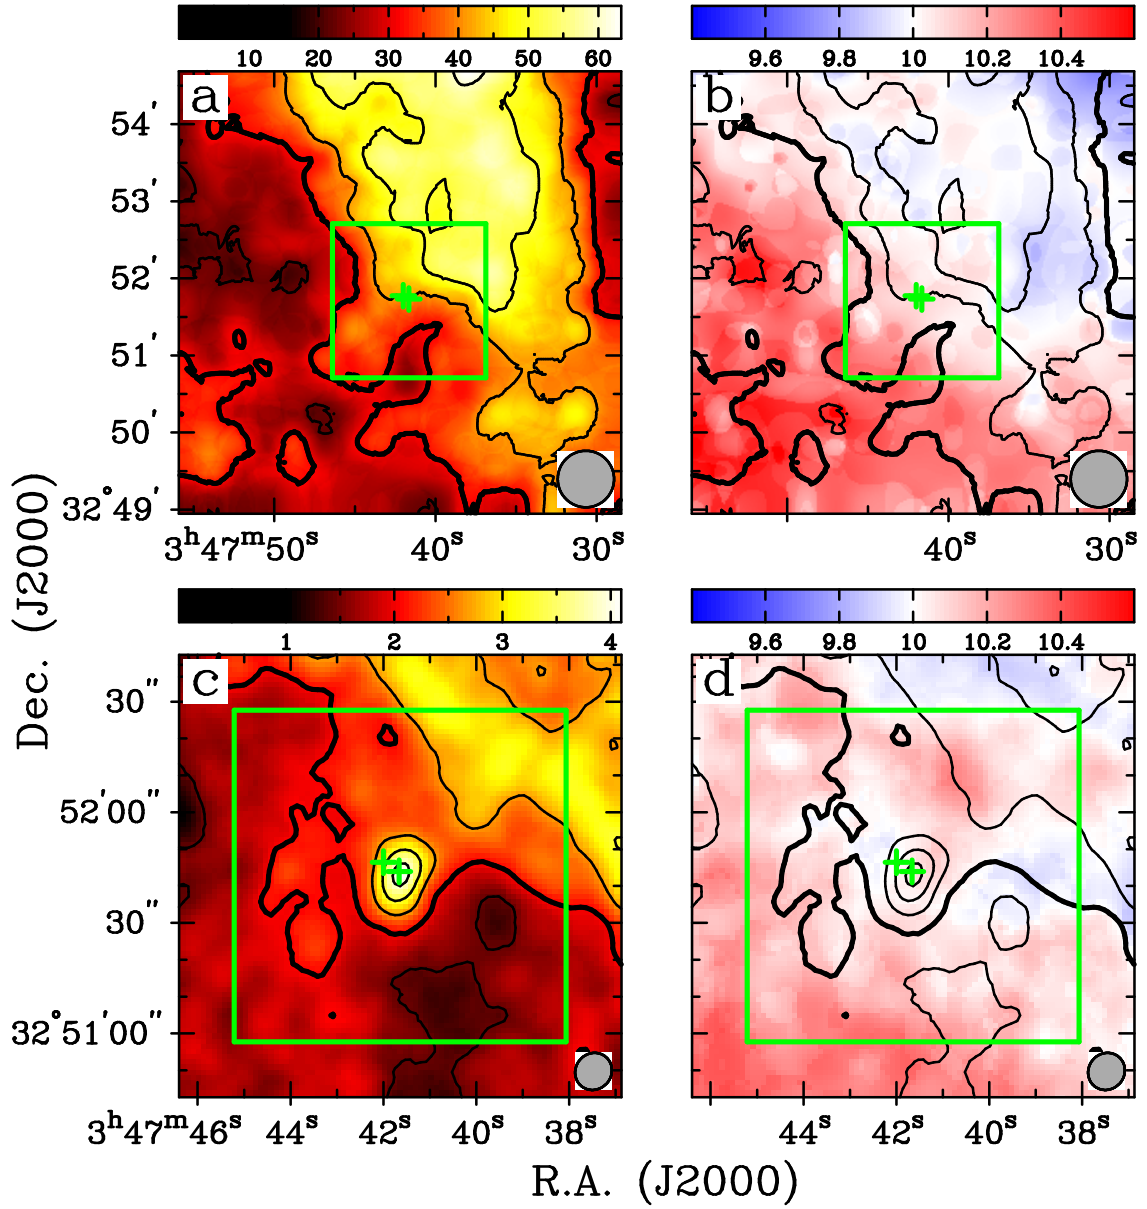 10 20 30 40 50 60
9.6 9.8 10 10.2 10.4
a
b
54′
53′
52′
51′
50′
32° 49′
3ʰ47ᵐ50ˢ 40ˢ 30ˢ
40ˢ 30ˢ
1 2 3 4
9.6 9.8 10 10.2 10.4
c
d
30″
52′00″
30″
32°51′00″
3ʰ47ᵐ46ˢ 44ˢ 42ˢ 40ˢ 38ˢ
44ˢ 42ˢ 40ˢ 38ˢ
Dec. (J2000)
R.A. (J2000)